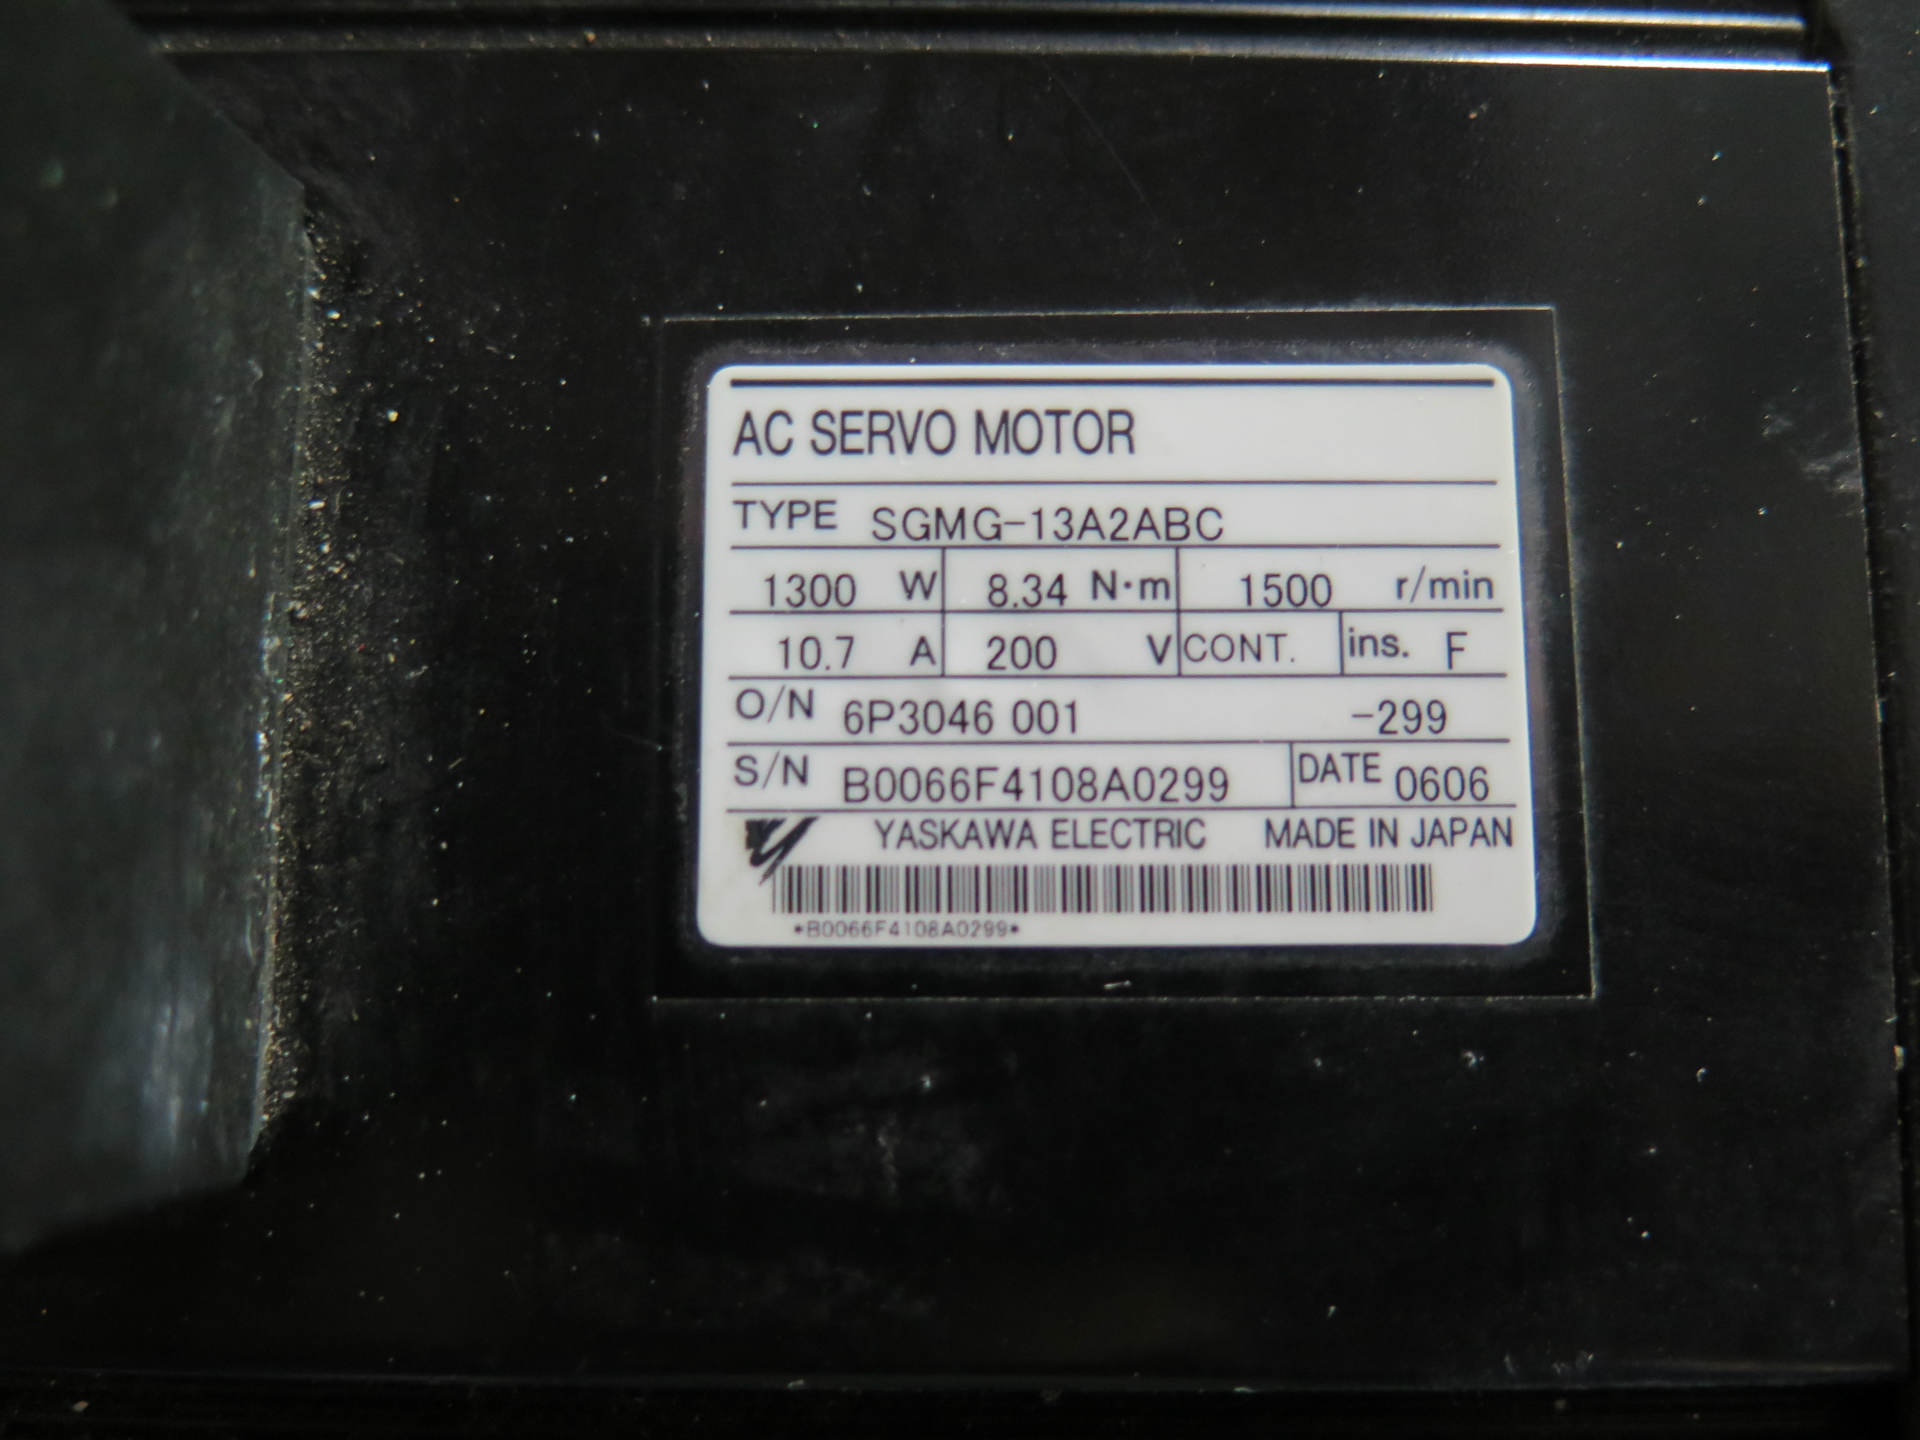 AC SERVO MOTOR
TYPE SGMG-13A2ABC
1300 W 8.34 N·m 1500 r/min
10.7 A 200 V CONT. ins. F
O/N 6P3046 001 -299
S/N B0066F4108A0299 DATE 0606
YASKAWA ELECTRIC MADE IN JAPAN
*B0066F4108A0299*